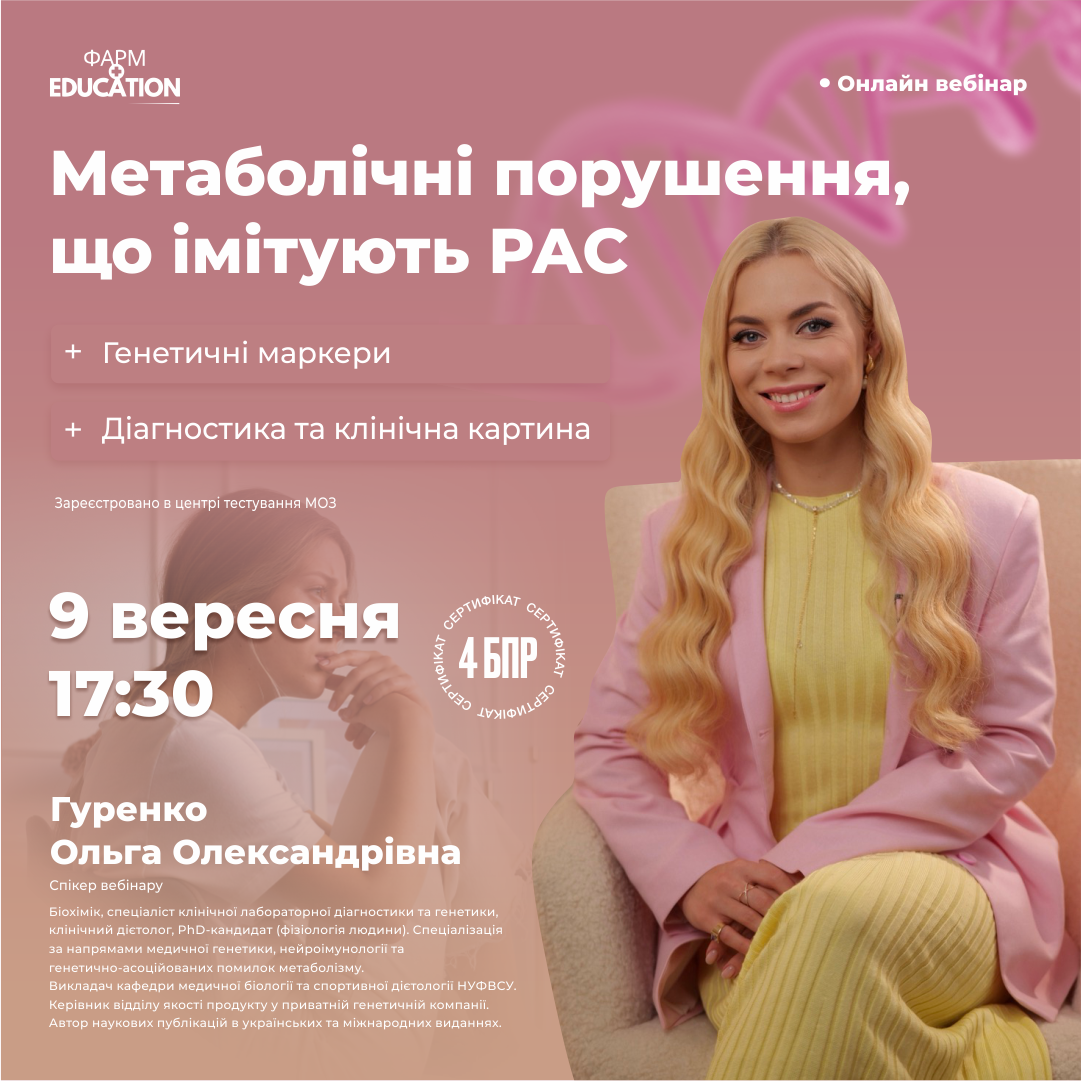 ФАРМ
EDUCATION
• Онлайн вебінар
Метаболічні порушення,
що імітують РАС
+ Генетичні маркери
+ Діагностика та клінічна картина
Зареєстровано в центрі тестування МОЗ
9 вересня
17:30
СЕРТИФІКАТ СЕРТИФІКАТ СЕРТИФІКАТ СЕРТИФІКАТ
4 БПР
Гуренко
Ольга Олександрівна
Спікер вебінару
Біохімік, спеціаліст клінічної лабораторної діагностики та генетики,
клінічний дієтолог, PhD-кандидат (фізіологія людини). Спеціалізація
за напрямами медичної генетики, нейроімунології та
генетично-асоційованих помилок метаболізму.
Викладач кафедри медичної біології та спортивної дієтології НУФВСУ.
Керівник відділу якості продукту у приватній генетичній компанії.
Автор наукових публікацій в українських та міжнародних виданнях.